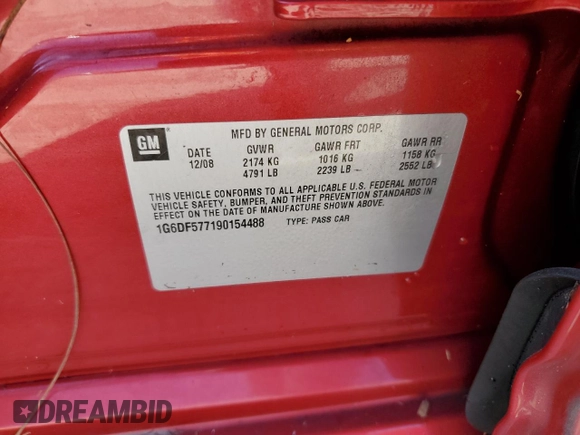 GM
MFD BY GENERAL MOTORS CORP.
DATE GVWR GAWR FRT GAWR RR
12/08 2174 KG 1016 KG 1158 KG
4791 LB 2239 LB 2552 LB
THIS VEHICLE CONFORMS TO ALL APPLICABLE U.S. FEDERAL MOTOR
VEHICLE SAFETY, BUMPER, AND THEFT PREVENTION STANDARDS IN
EFFECT ON THE DATE OF MANUFACTURE SHOWN ABOVE.
1G6DF577190154488 TYPE: PASS CAR
DREAMBID